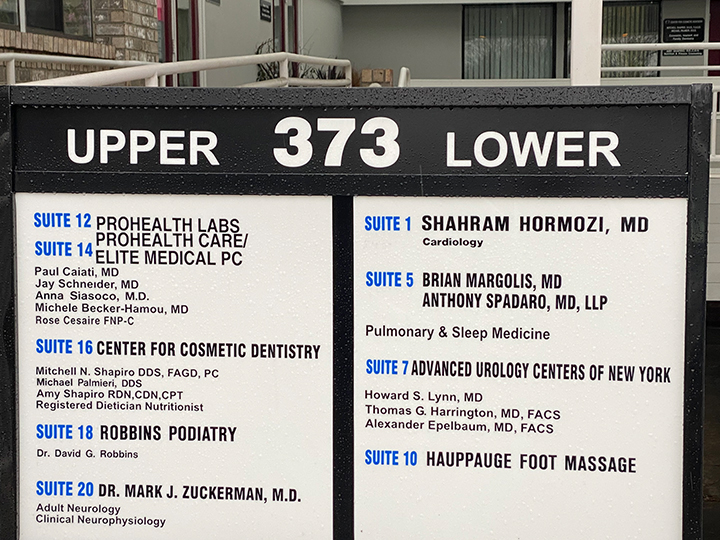 UPPER 373 LOWER
SUITE 12 PROHEALTH LABS
SUITE 14 PROHEALTH CARE/
ELITE MEDICAL PC
Paul Caiati, MD
Jay Schneider, MD
Anna Siasoco, M.D.
Michele Becker-Hamou, MD
Rose Cesaire FNP-C
SUITE 16 CENTER FOR COSMETIC DENTISTRY
Mitchell N. Shapiro DDS, FAGD, PC
Michael Palmieri, DDS
Amy Shapiro RDN,CDN,CPT
Registered Dietician Nutritionist
SUITE 18 ROBBINS PODIATRY
Dr. David G. Robbins
SUITE 20 DR. MARK J. ZUCKERMAN, M.D.
Adult Neurology
Clinical Neurophysiology
SUITE 1 SHAHRAM HORMOZI, MD
Cardiology
SUITE 5 BRIAN MARGOLIS, MD
ANTHONY SPADARO, MD, LLP
Pulmonary & Sleep Medicine
SUITE 7 ADVANCED UROLOGY CENTERS OF NEW YORK
Howard S. Lynn, MD
Thomas G. Harrington, MD, FACS
Alexander Epelbaum, MD, FACS
SUITE 10 HAUPPAUGE FOOT MASSAGE